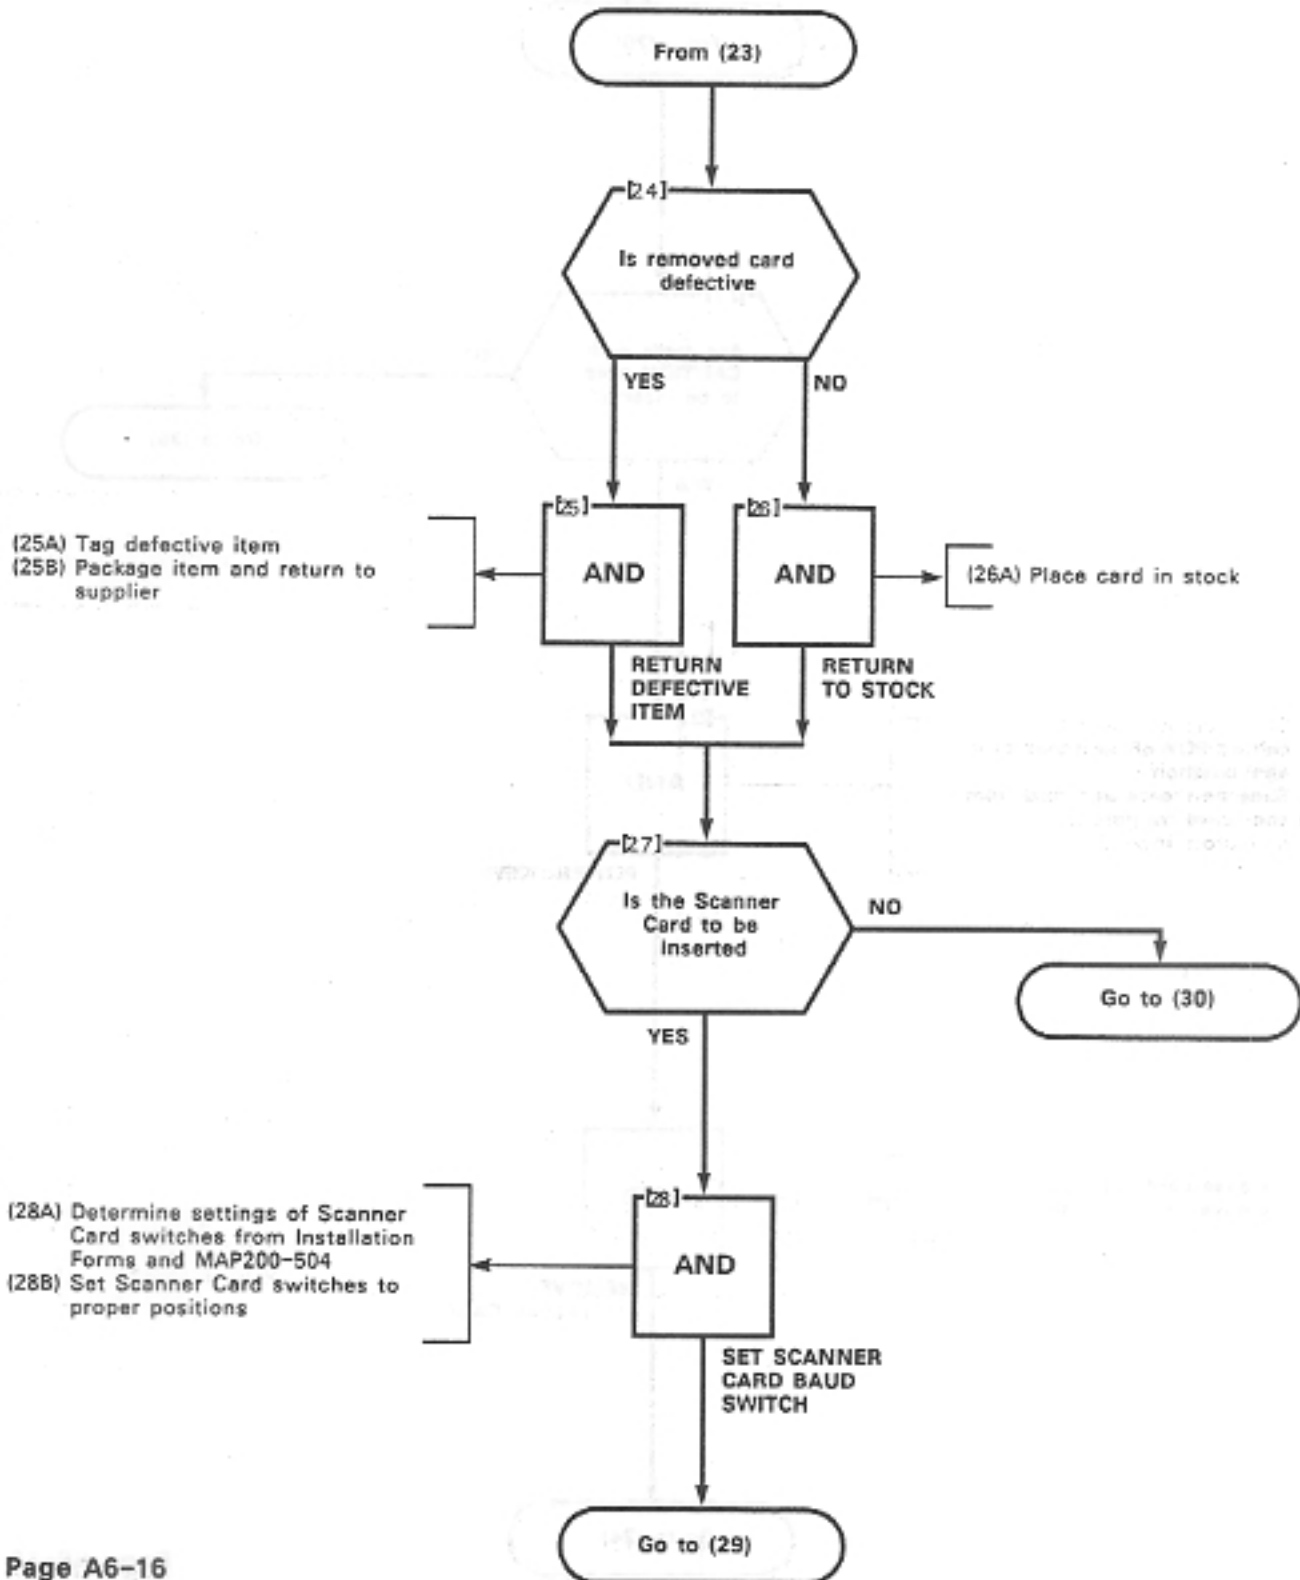 From (23)
[24]
Is removed card
defective
YES
NO
[25]
[26]
(25A) Tag defective item
(25B) Package item and return to
supplier
AND
AND
(26A) Place card in stock
RETURN
DEFECTIVE
ITEM
RETURN
TO STOCK
[27]
Is the Scanner
Card to be
Inserted
NO
Go to (30)
YES
[28]
(28A) Determine settings of Scanner
Card switches from Installation
Forms and MAP200-504
(28B) Set Scanner Card switches to
proper positions
AND
SET SCANNER
CARD BAUD
SWITCH
Go to (29)
Page A6-16